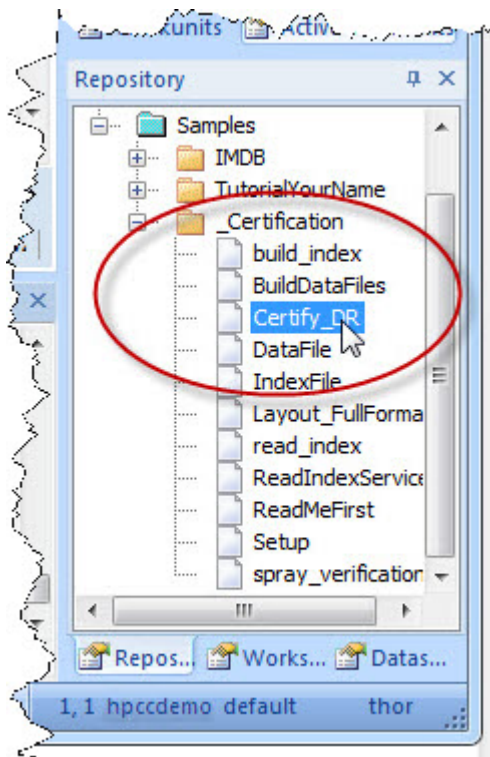 Repository
Samples
IMDB
TutorialYourName
_Certification
build_index
BuildDataFiles
Certify_DR
DataFile
IndexFile
Layout_FullForma
read_index
ReadIndexService
ReadMeFirst
Setup
spray_verification
Repos... Works... Datas...
1, 1 hpccdemo default thor